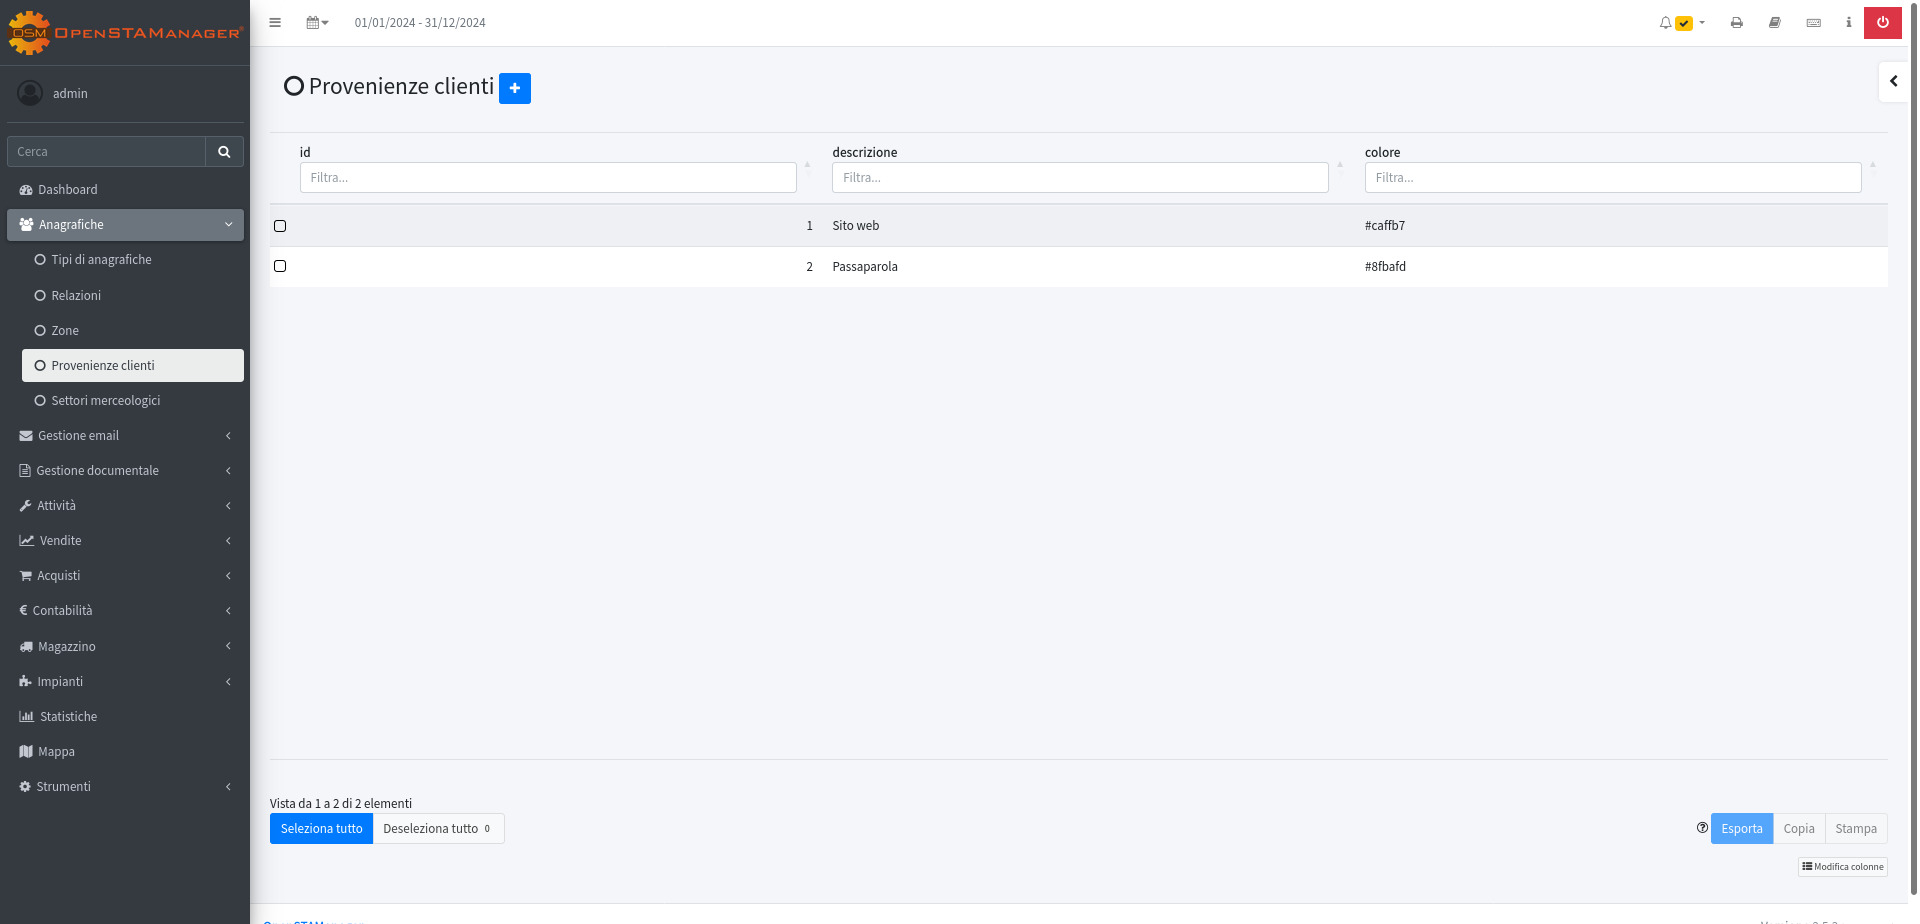 OSM OPENSTAMANAGER®
01/01/2024 - 31/12/2024
admin
Cerca
Dashboard
Anagrafiche
Tipi di anagrafiche
Relazioni
Zone
Provenienze clienti
Settori merceologici
Gestione email
Gestione documentale
Attività
Vendite
Acquisti
€ Contabilità
Magazzino
Impianti
Statistiche
Mappa
Strumenti
Provenienze clienti +
id descrizione colore
Filtra... Filtra... Filtra...
1 Sito web #caffb7
2 Passaparola #8fbafd
Vista da 1 a 2 di 2 elementi
Seleziona tutto Deseleziona tutto 0
Esporta Copia Stampa
Modifica colonne
OpenSTAManager